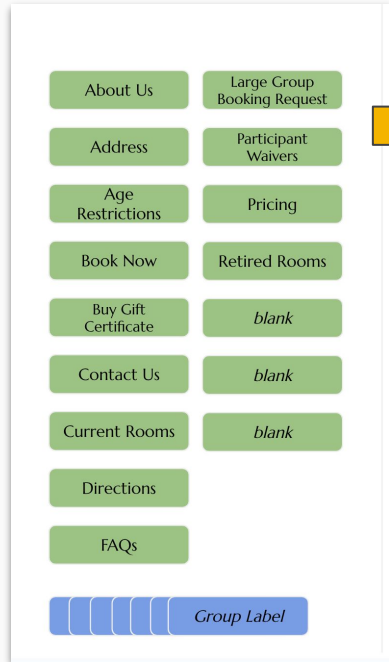 About Us
Address
Age
Restrictions
Book Now
Buy Gift
Certificate
Contact Us
Current Rooms
Directions
FAQs
Large Group
Booking Request
Participant
Waivers
Pricing
Retired Rooms
blank
blank
blank
Group Label